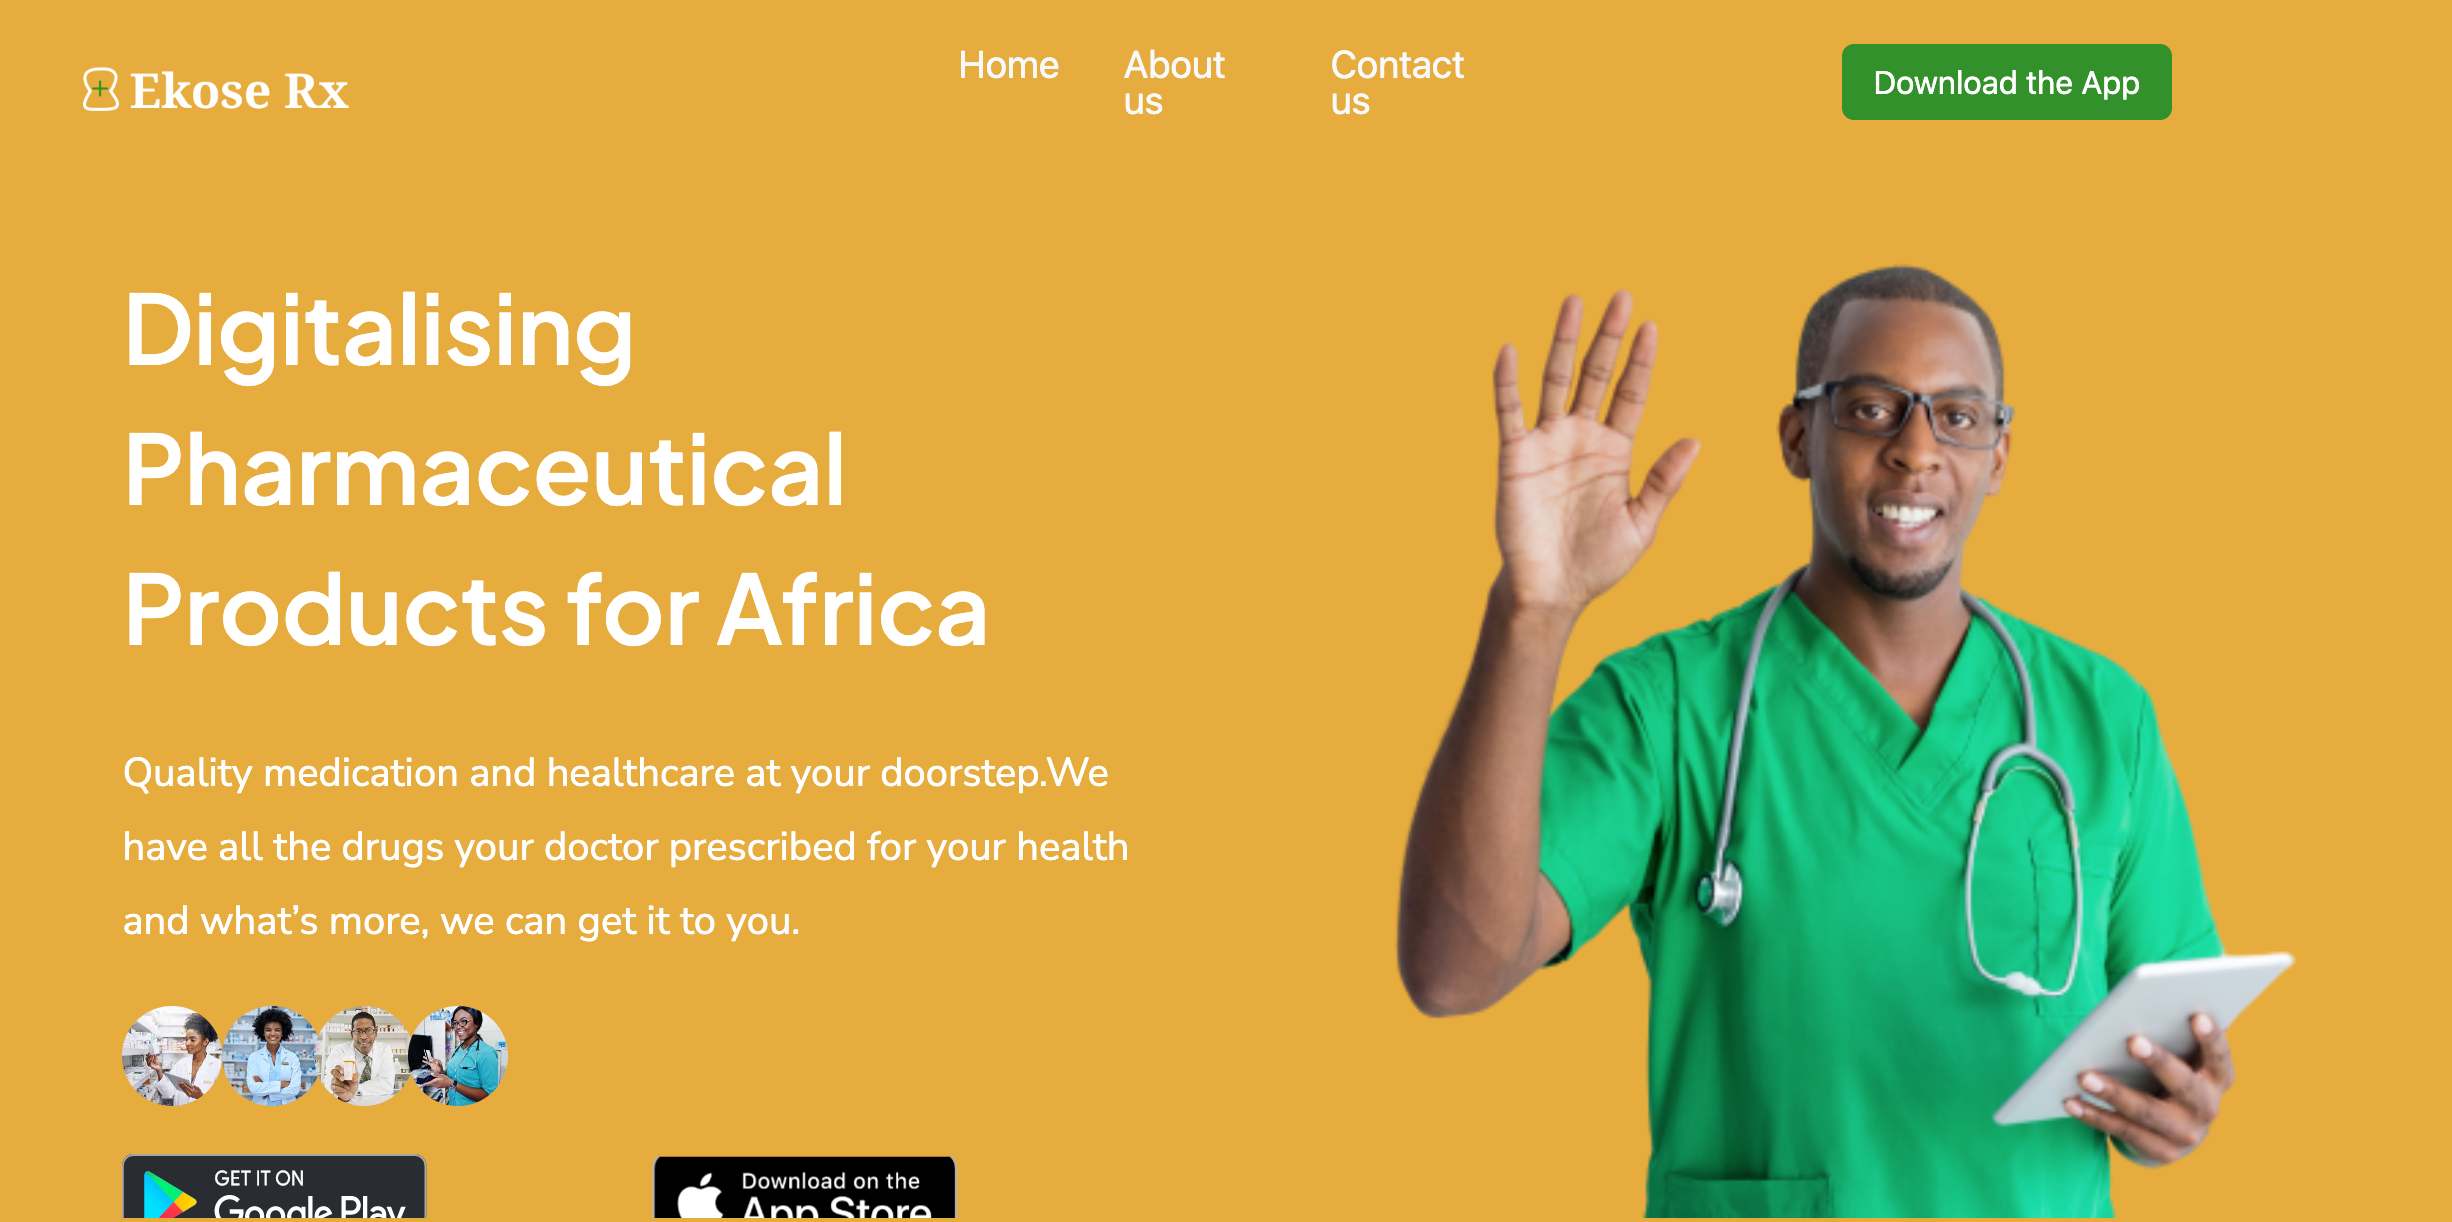 Ekose Rx
Home
About
us
Contact
us
Download the App
Digitalising
Pharmaceutical
Products for Africa
Quality medication and healthcare at your doorstep.We
have all the drugs your doctor prescribed for your health
and what’s more, we can get it to you.
GET IT ON
Google Play
Download on the
App Store